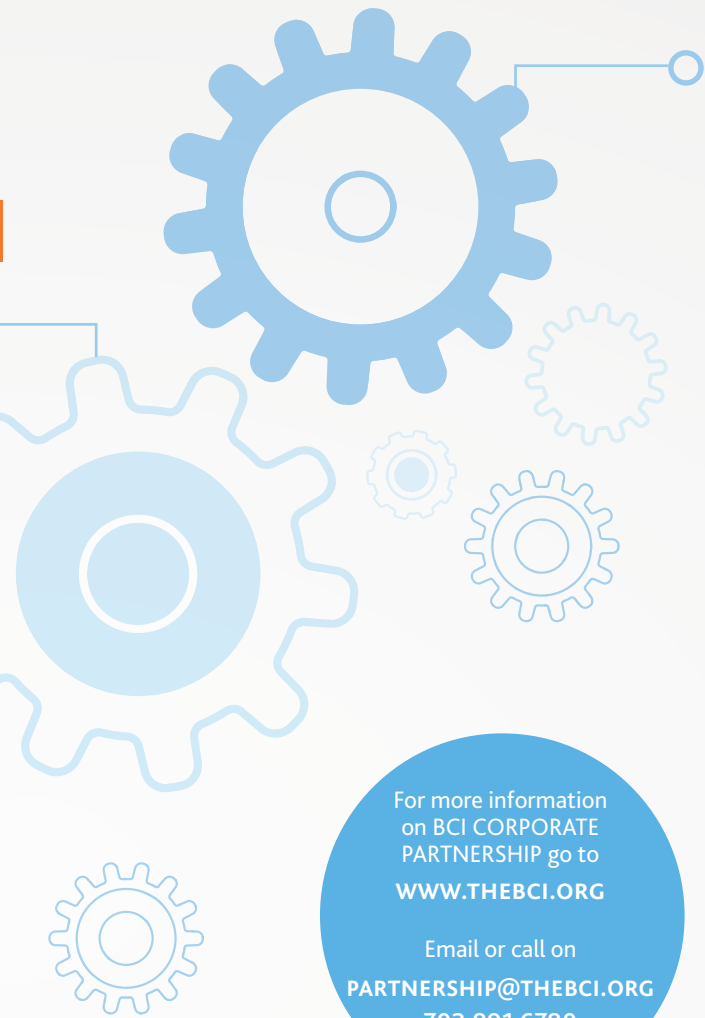 For more information
on BCI CORPORATE
PARTNERSHIP go to
WWW.THEBCI.ORG
Email or call on
PARTNERSHIP@THEBCI.ORG